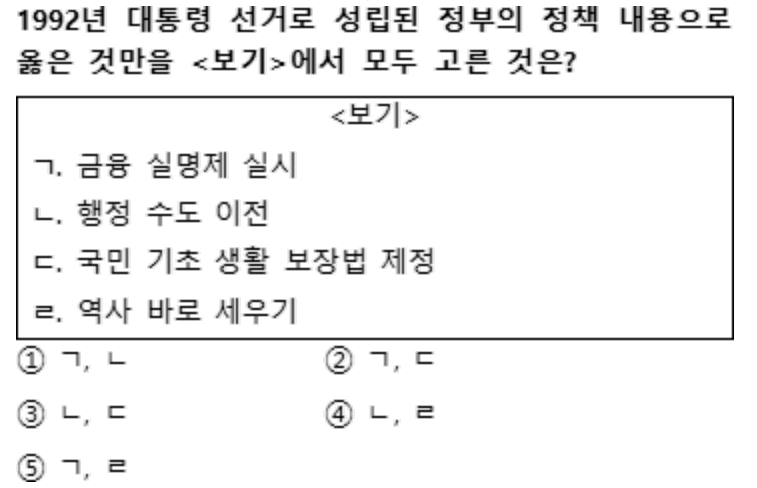 1992년 대통령 선거로 성립된 정부의 정책 내용으로
옳은 것만을 <보기>에서 모두 고른 것은?
<보기>
ㄱ. 금융 실명제 실시
ㄴ. 행정 수도 이전
ㄷ. 국민 기초 생활 보장법 제정
ㄹ. 역사 바로 세우기
① ㄱ, ㄴ ② ㄱ, ㄷ
③ ㄴ, ㄷ ④ ㄴ, ㄹ
⑤ ㄱ, ㄹ